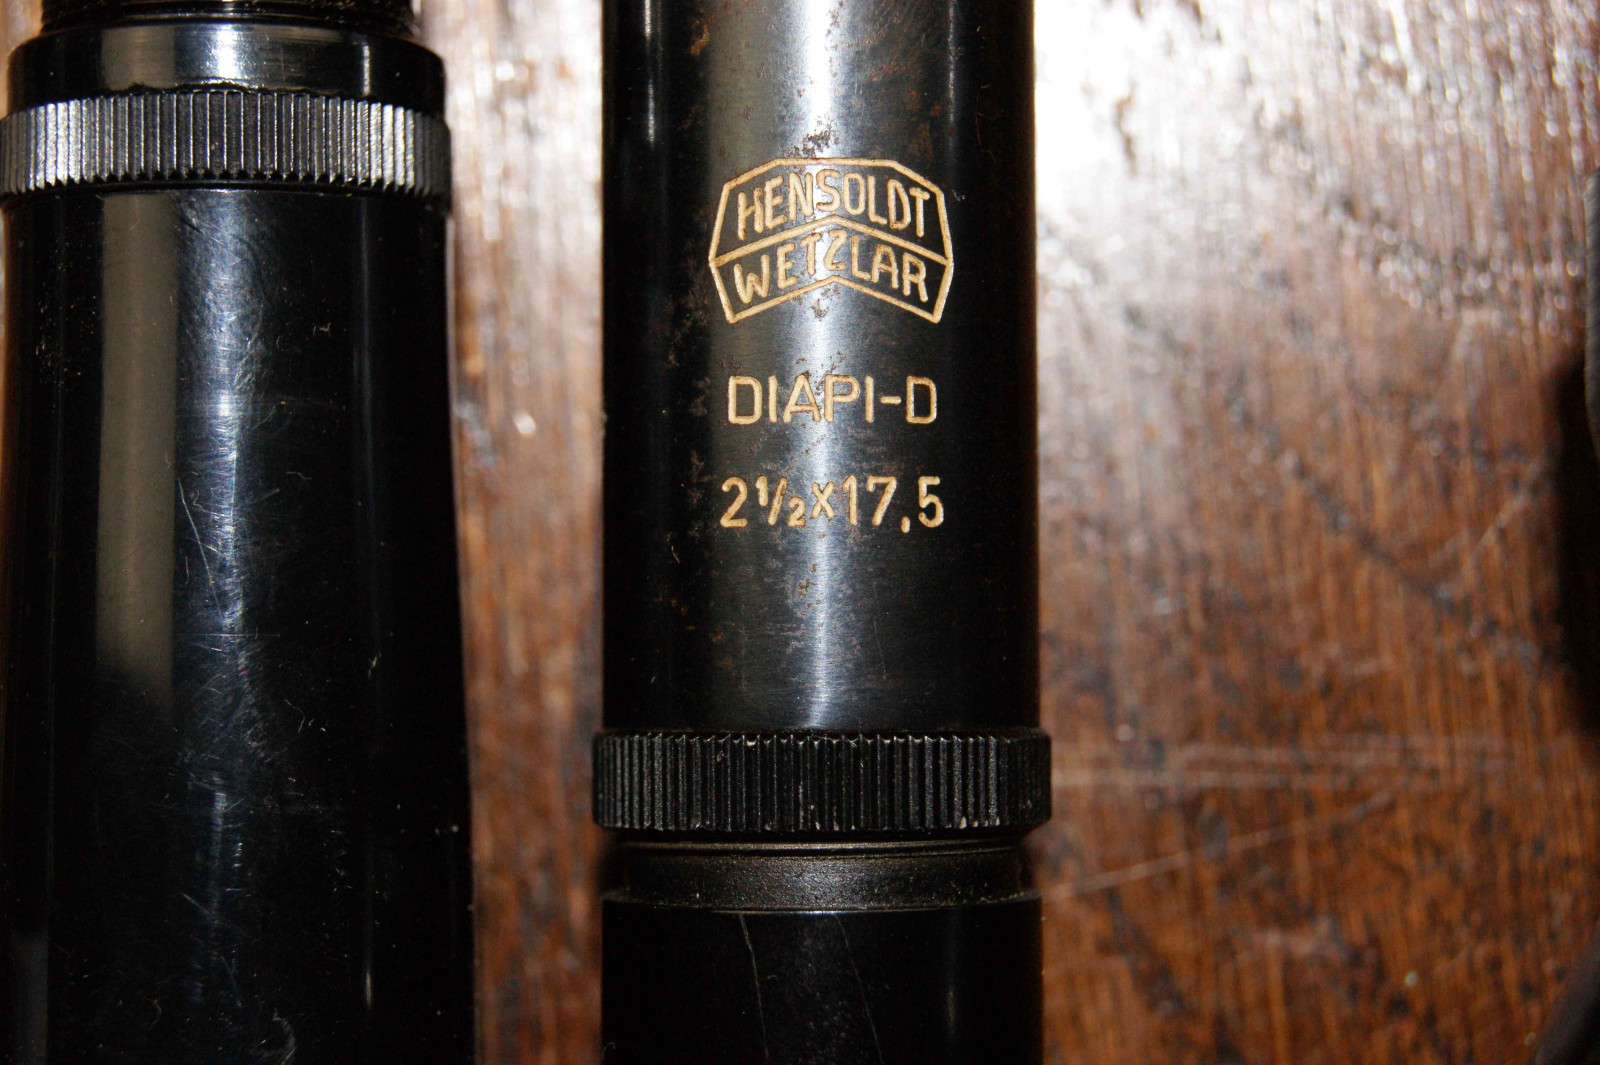 HENSOLDT
WETZLAR
DIAPI-D
2½x17,5